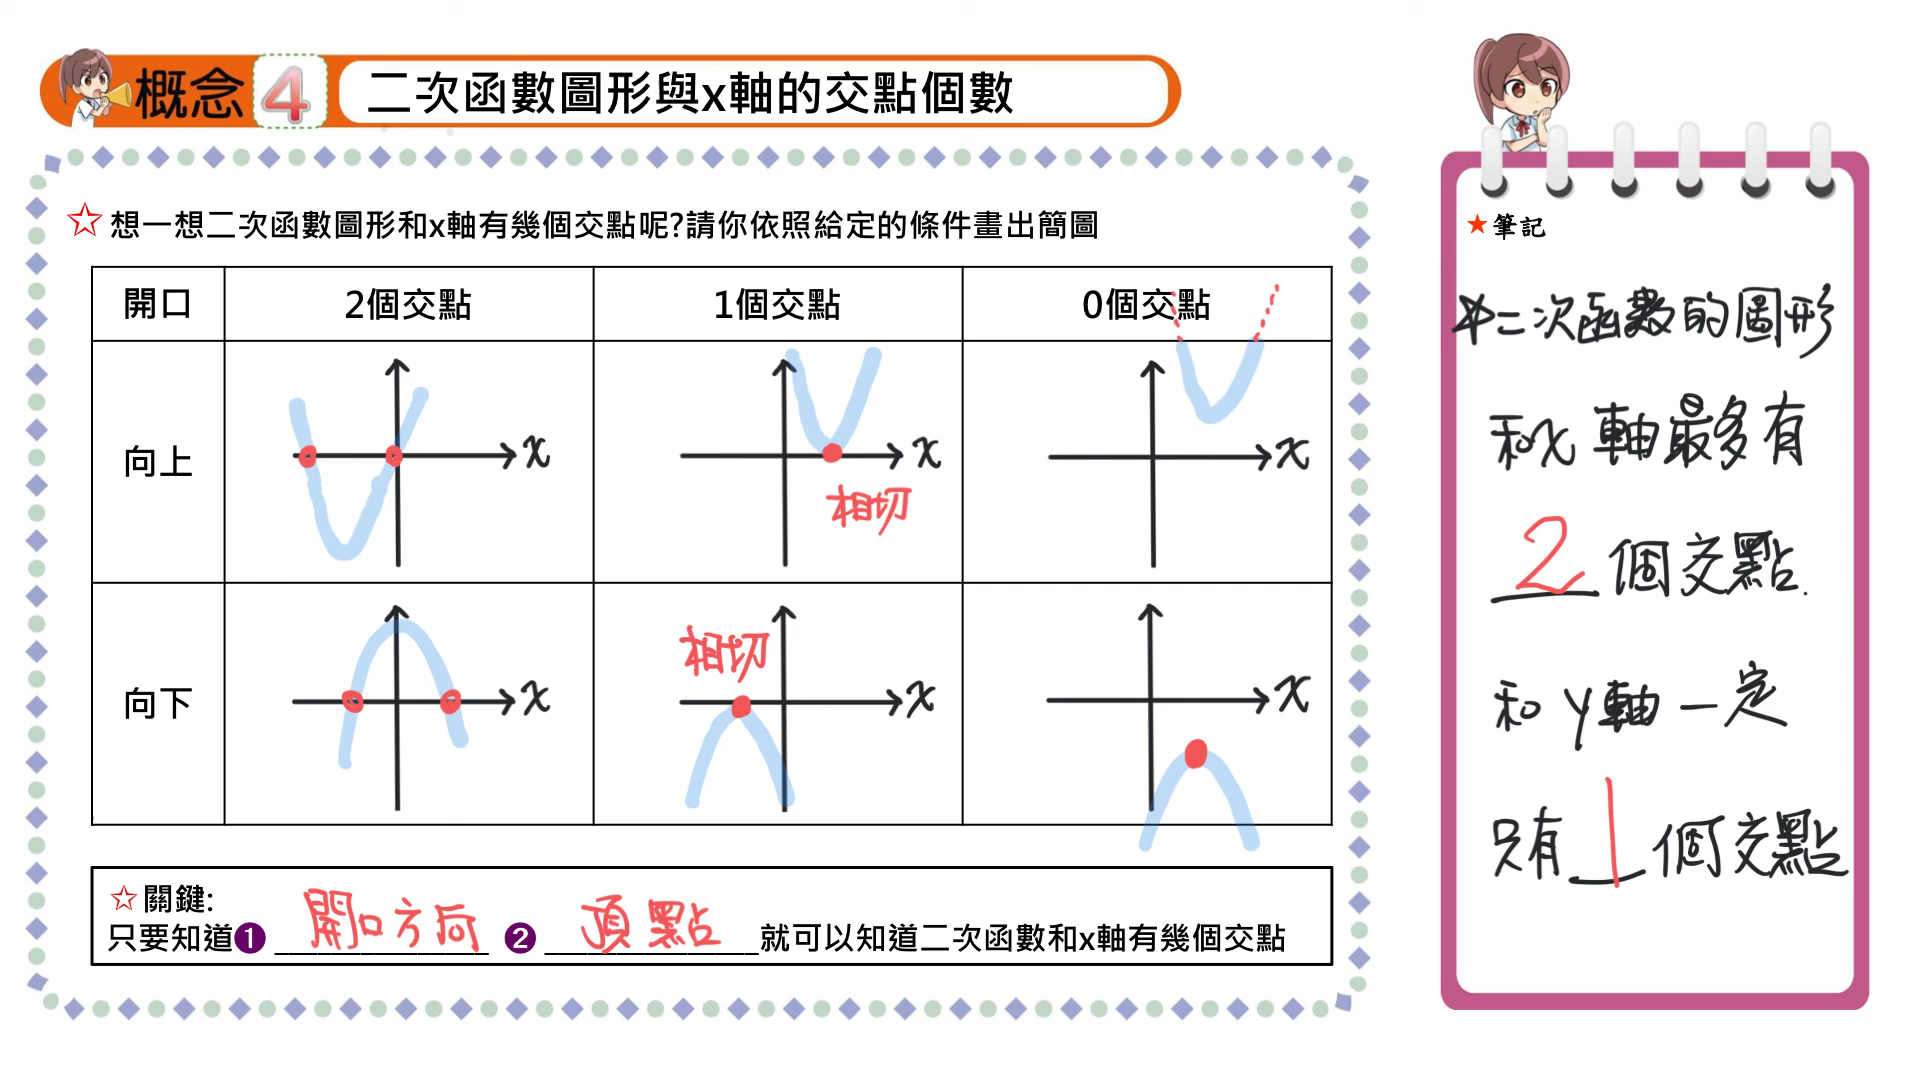 概念 4 二次函數圖形與x軸的交點個數
☆想一想二次函數圖形和x軸有幾個交點呢?請你依照給定的條件畫出簡圖
開口 2個交點 1個交點 0個交點
向上 x x 相切 x
向下 x 相切 x x
☆關鍵:
只要知道❶ 開口方向 ❷ 頂點 就可以知道二次函數和x軸有幾個交點
★筆記
☆二次函數的圖形
和x軸最多有
2 個交點.
和 y軸一定
只有 1 個交點